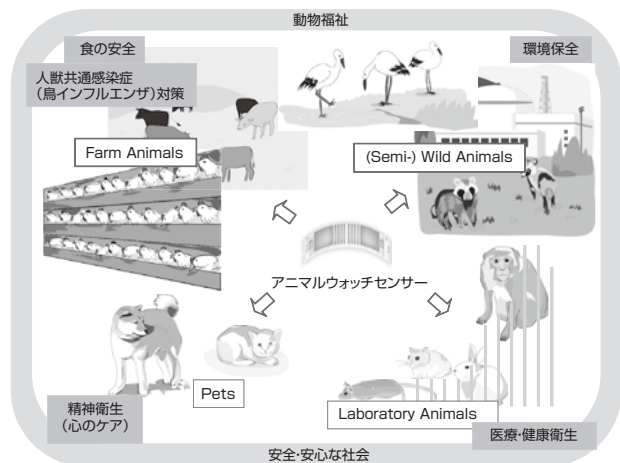 動物福祉
食の安全
環境保全
人獣共通感染症
(鳥インフルエンザ)対策
Farm Animals
(Semi-) Wild Animals
アニマルウォッチセンサー
Pets
精神衛生
(心のケア)
Laboratory Animals
医療・健康衛生
安全・安心な社会